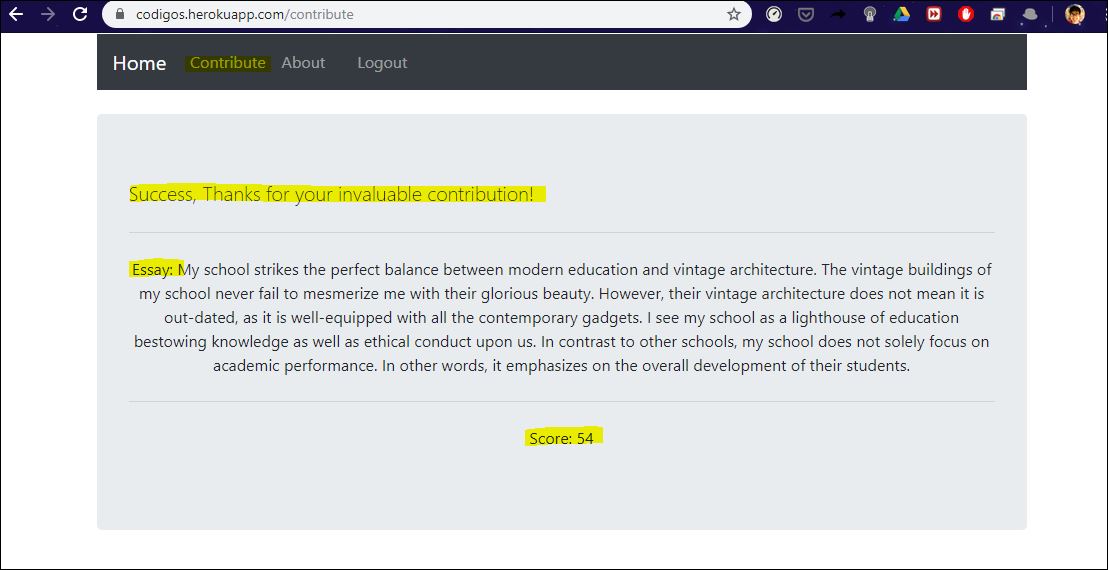 codigos.herokuapp.com/contribute
Home Contribute About Logout
Success, Thanks for your invaluable contribution!
Essay: My school strikes the perfect balance between modern education and vintage architecture. The vintage buildings of
my school never fail to mesmerize me with their glorious beauty. However, their vintage architecture does not mean it is
out-dated, as it is well-equipped with all the contemporary gadgets. I see my school as a lighthouse of education
bestowing knowledge as well as ethical conduct upon us. In contrast to other schools, my school does not solely focus on
academic performance. In other words, it emphasizes on the overall development of their students.
Score: 54